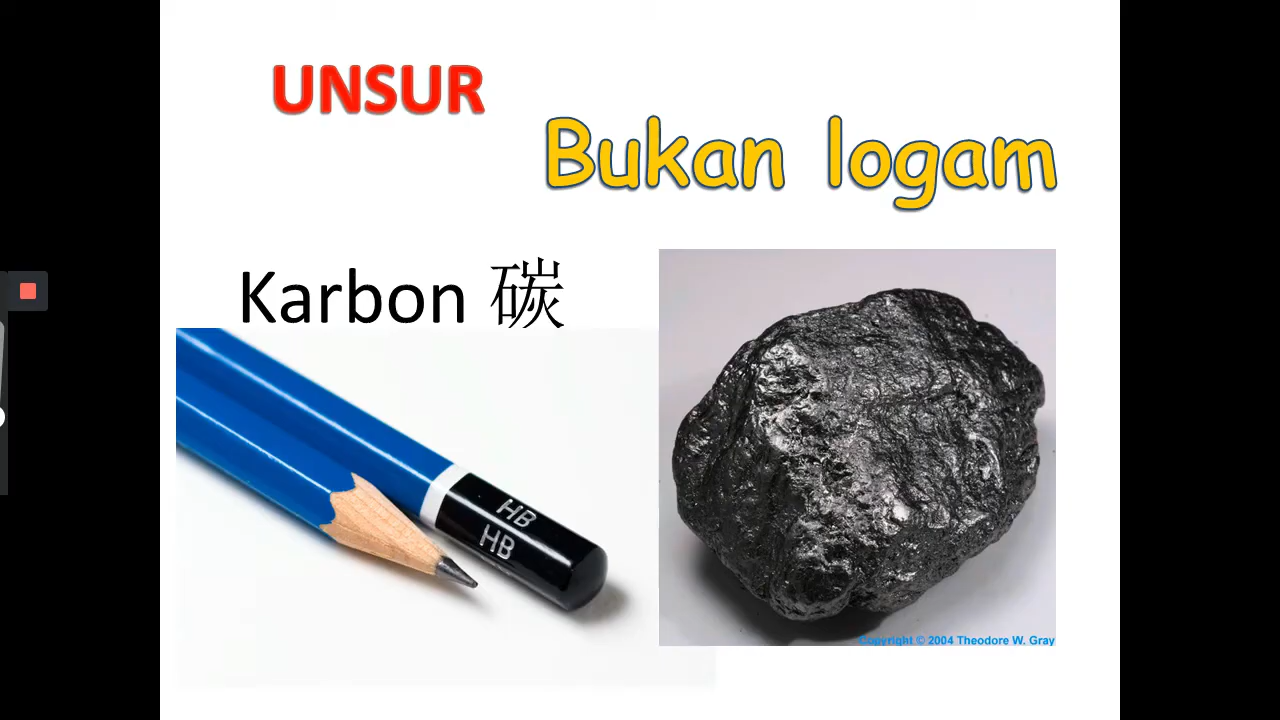 UNSUR
Bukan logam
Karbon 碳
HB
HB
Copyright © 2004 Theodore W. Gray